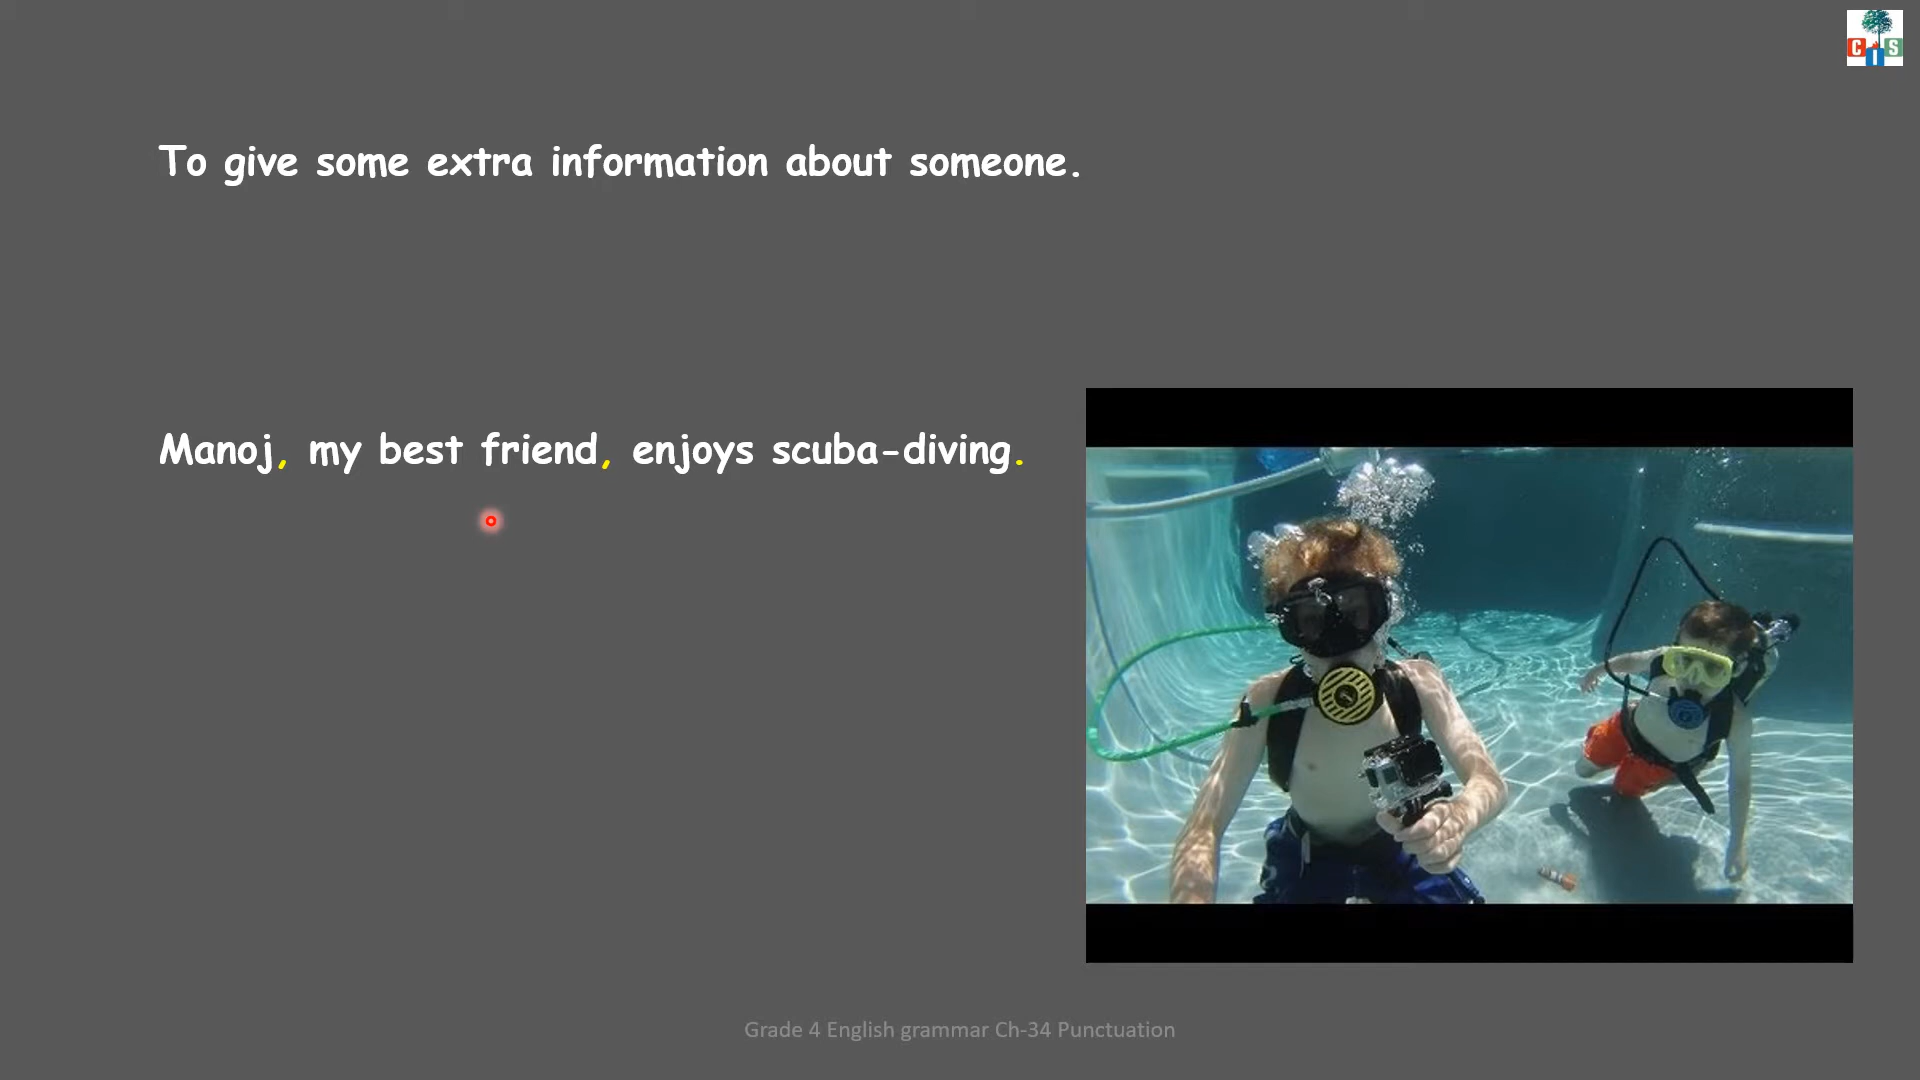 C I S
To give some extra information about someone.
Manoj, my best friend, enjoys scuba-diving.
Grade 4 English grammar Ch-34 Punctuation